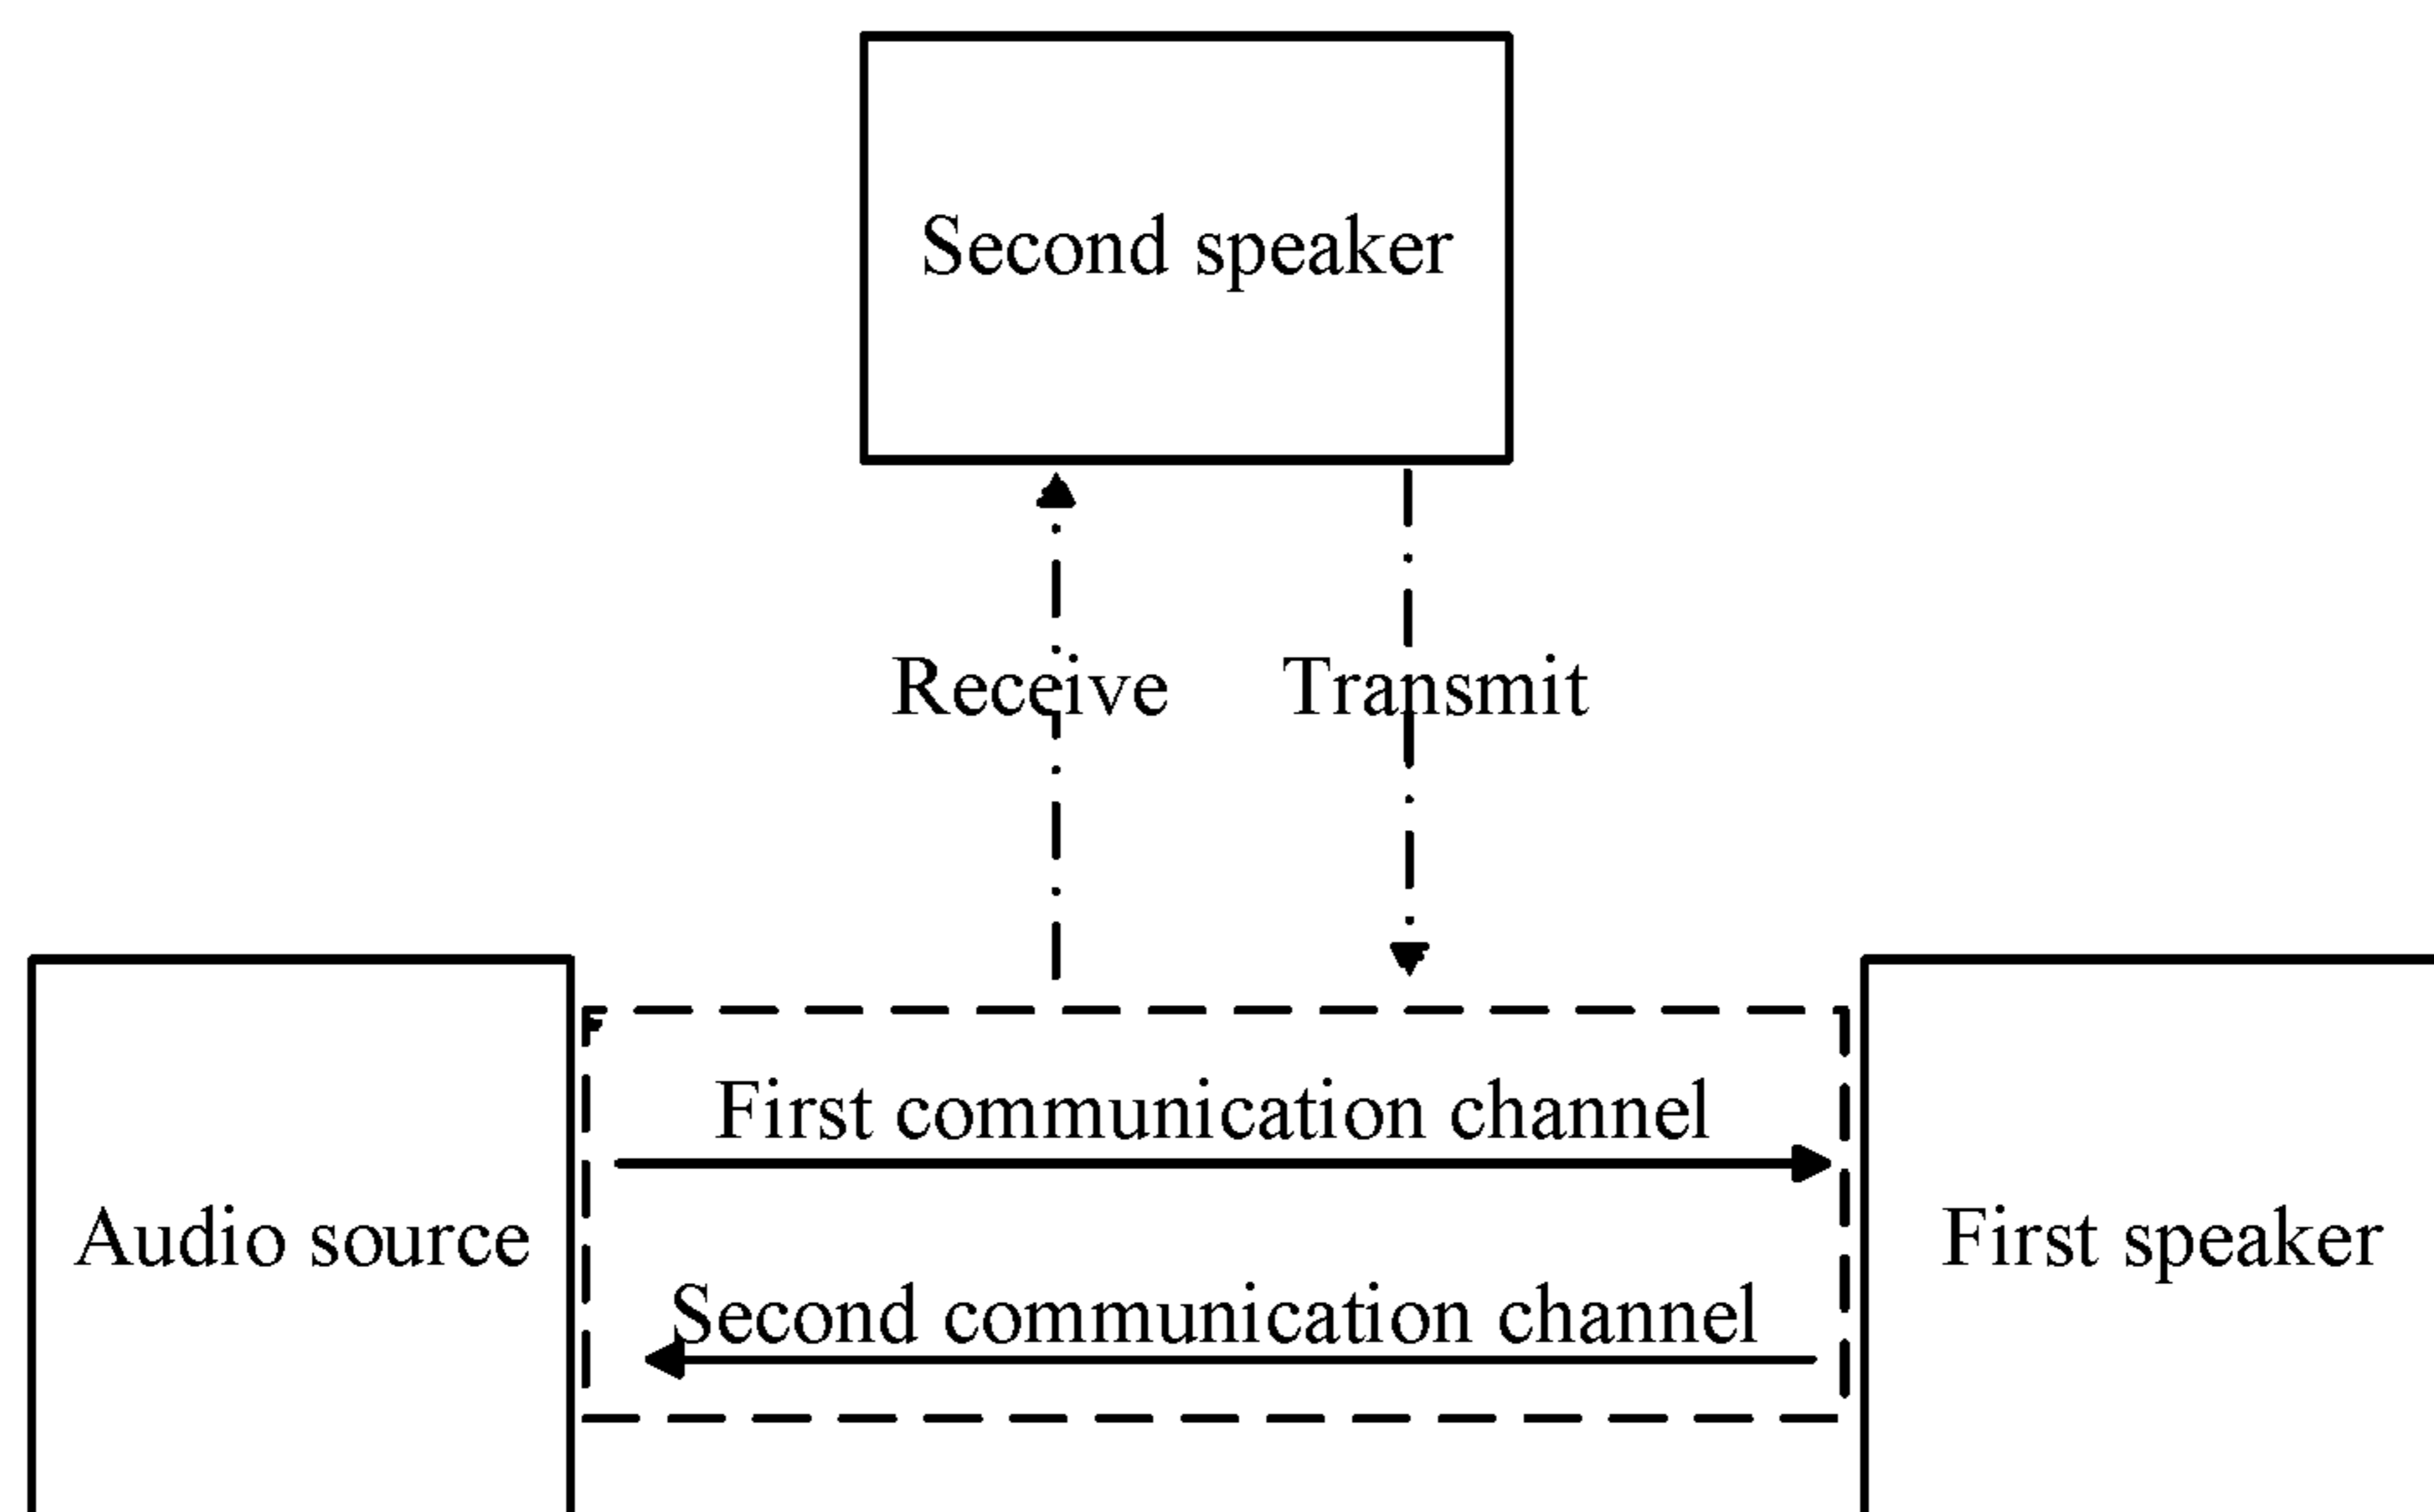 Second speaker
Receive
Transmit
First communication channel
Audio source
First speaker
Second communication channel